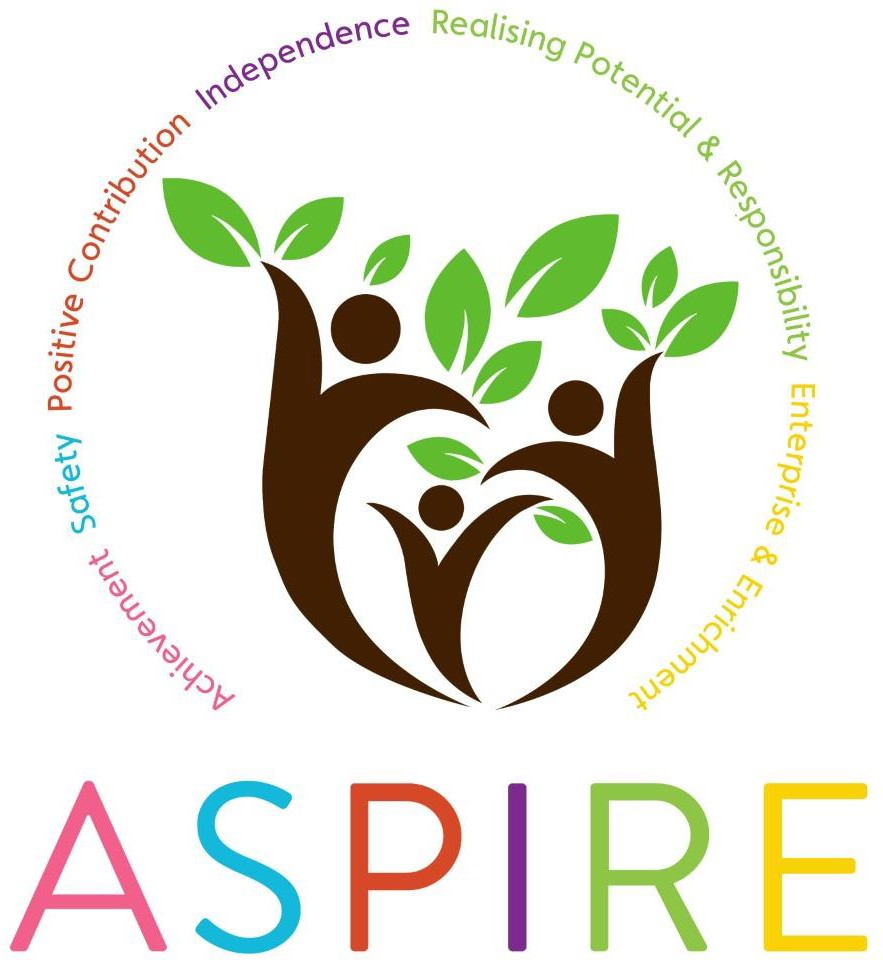 Achievement
Safety
Positive Contribution
Independence
Realising Potential & Responsibility
Enterprise & Enrichment
ASPIRE